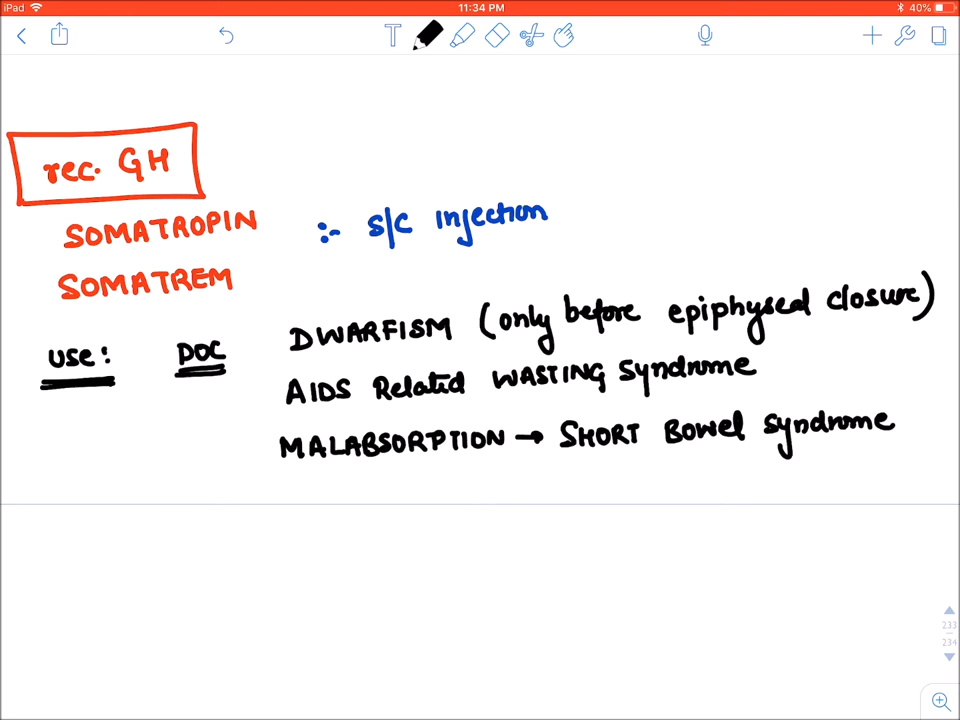 iPad 11:34 PM 40%
T
rec. GH
SOMATROPIN :- S/C Injection
SOMATREM
USE: DOC DWARFISM (only before epiphyseal closure)
AIDS Related WASTING Syndrome
MALABSORPTION → SHORT Bowel syndrome
233
234